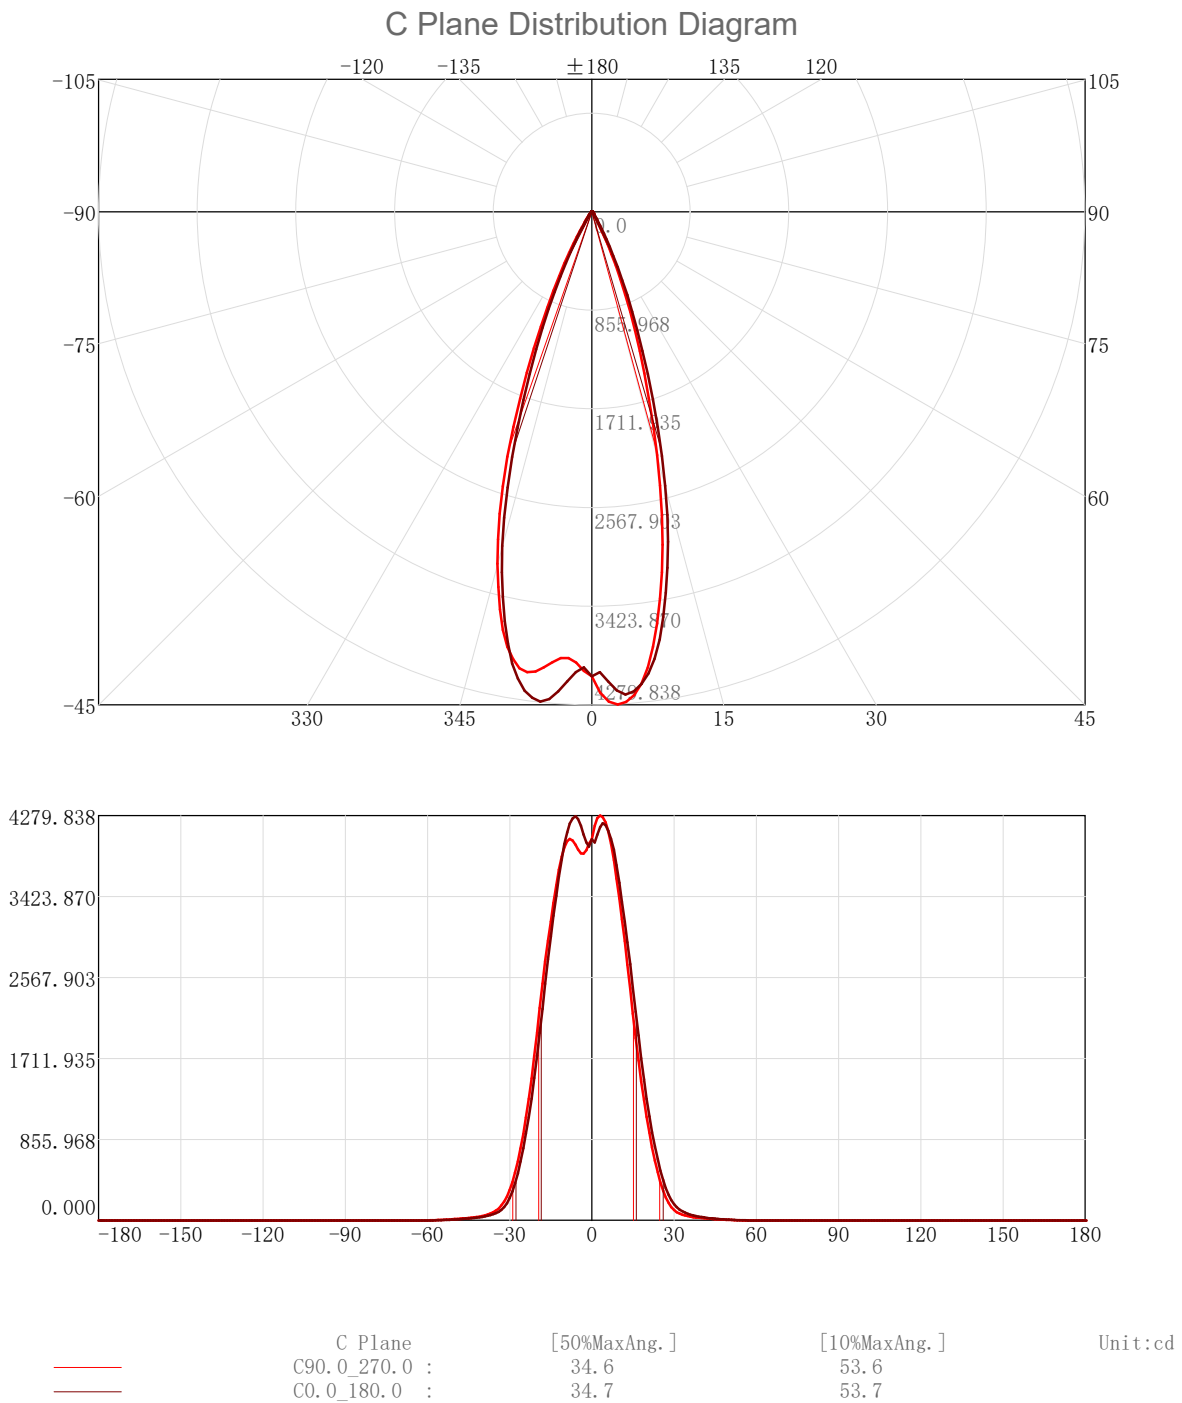 C Plane Distribution Diagram
-120 -135 ±180 135 120
-105 105
-90 90
0.0
855.968
-75 75
1711.935
-60 60
2567.903
3423.870
4279.838
-45
330 345 0 15 30 45
4279.838
3423.870
2567.903
1711.935
855.968
0.000
-180 -150 -120 -90 -60 -30 0 30 60 90 120 150 180
C Plane [50%MaxAng.] [10%MaxAng.] Unit:cd
C90.0_270.0 : 34.6 53.6
C0.0_180.0 : 34.7 53.7